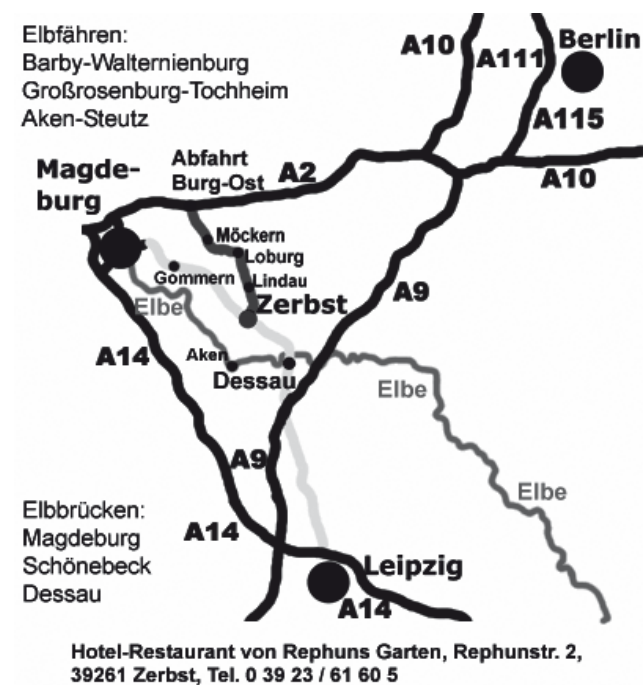 Elbfähren:
Barby-Walternienburg
Großrosenburg-Tochheim
Aken-Steutz
A10
A111
Berlin
A115
A10
Abfahrt
Burg-Ost
A2
Magde-
burg
Möckern
Loburg
Gommern
Lindau
Zerbst
A9
Elbe
A14
Aken
Dessau
Elbe
A9
Elbe
A14
Elbbrücken:
Magdeburg
Schönebeck
Dessau
Leipzig
A14
Hotel-Restaurant von Rephuns Garten, Rephunstr. 2,
39261 Zerbst, Tel. 0 39 23 / 61 60 5